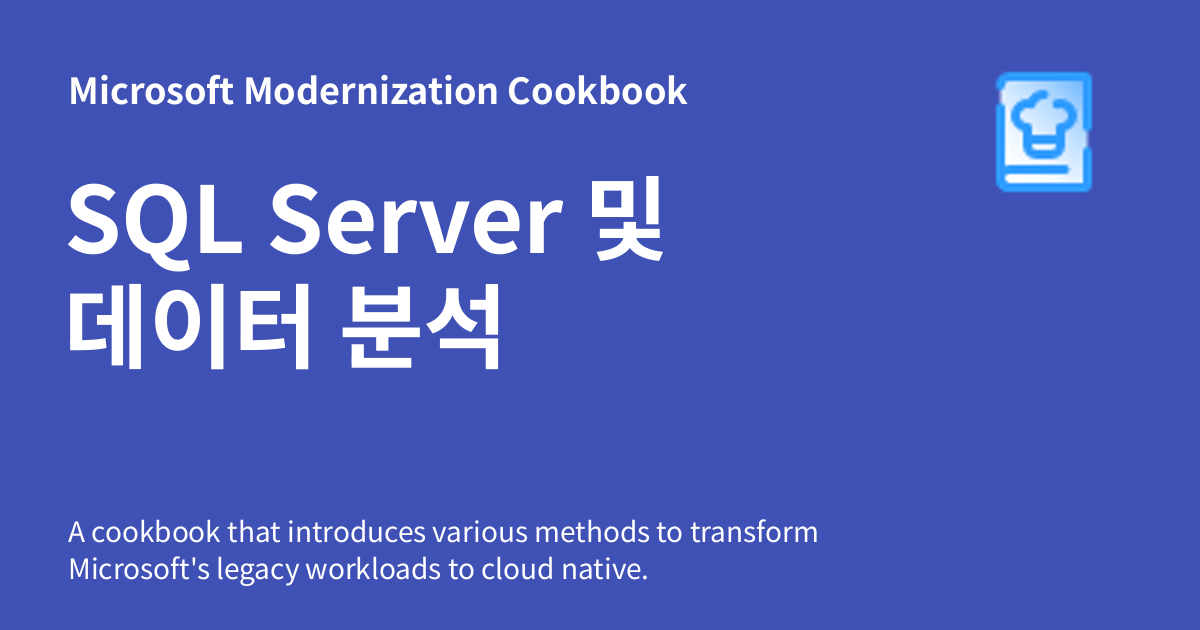 Microsoft Modernization Cookbook
SQL Server 및
데이터 분석
A cookbook that introduces various methods to transform
Microsoft's legacy workloads to cloud native.